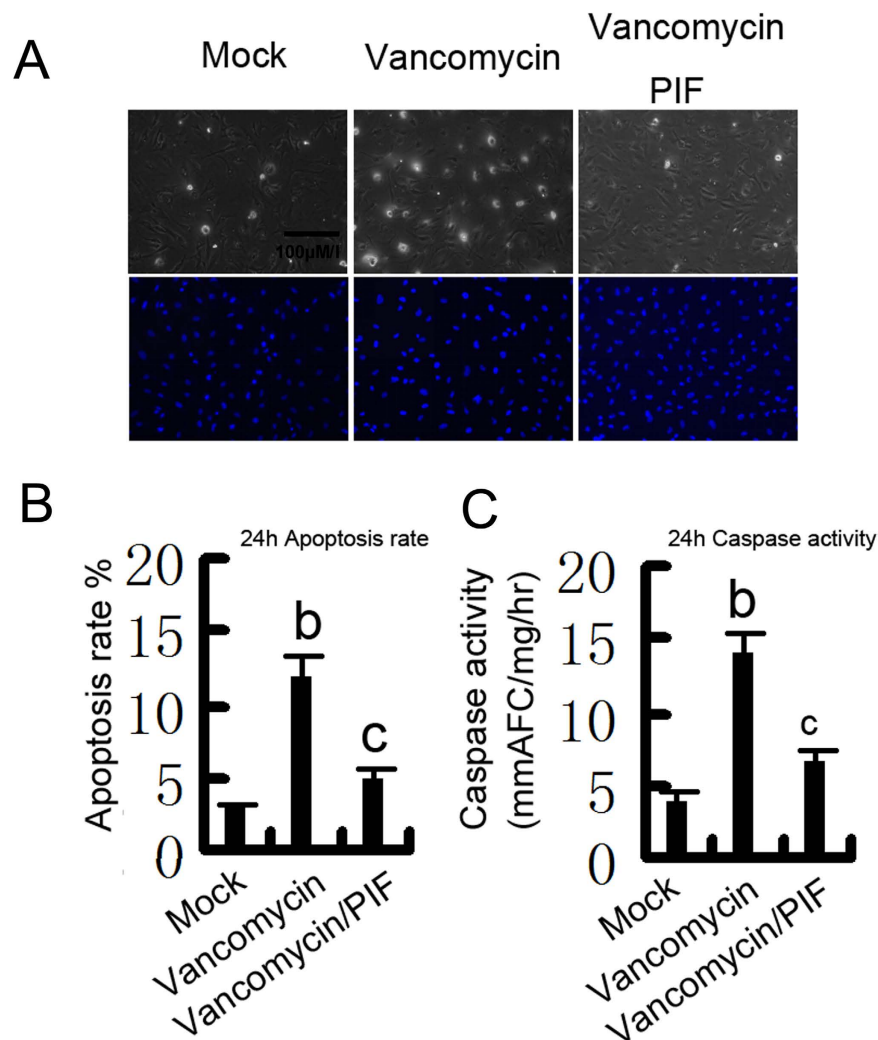 A
Mock
Vancomycin
Vancomycin
PIF
100µM/l
B
24h Apoptosis rate
Apoptosis rate %
20
15
10
5
0
b
c
Mock
Vancomycin
Vancomycin/PIF
C
24h Caspase activity
Caspase activity
(mmAFC/mg/hr)
20
15
10
5
0
b
c
Mock
Vancomycin
Vancomycin/PIF